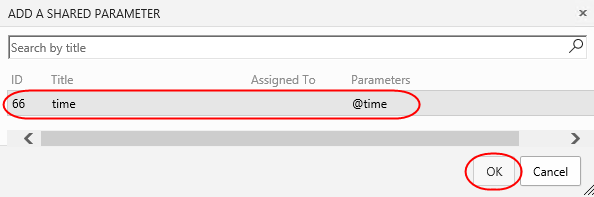 ADD A SHARED PARAMETER
Search by title
ID Title Assigned To Parameters
66 time @time
OK Cancel